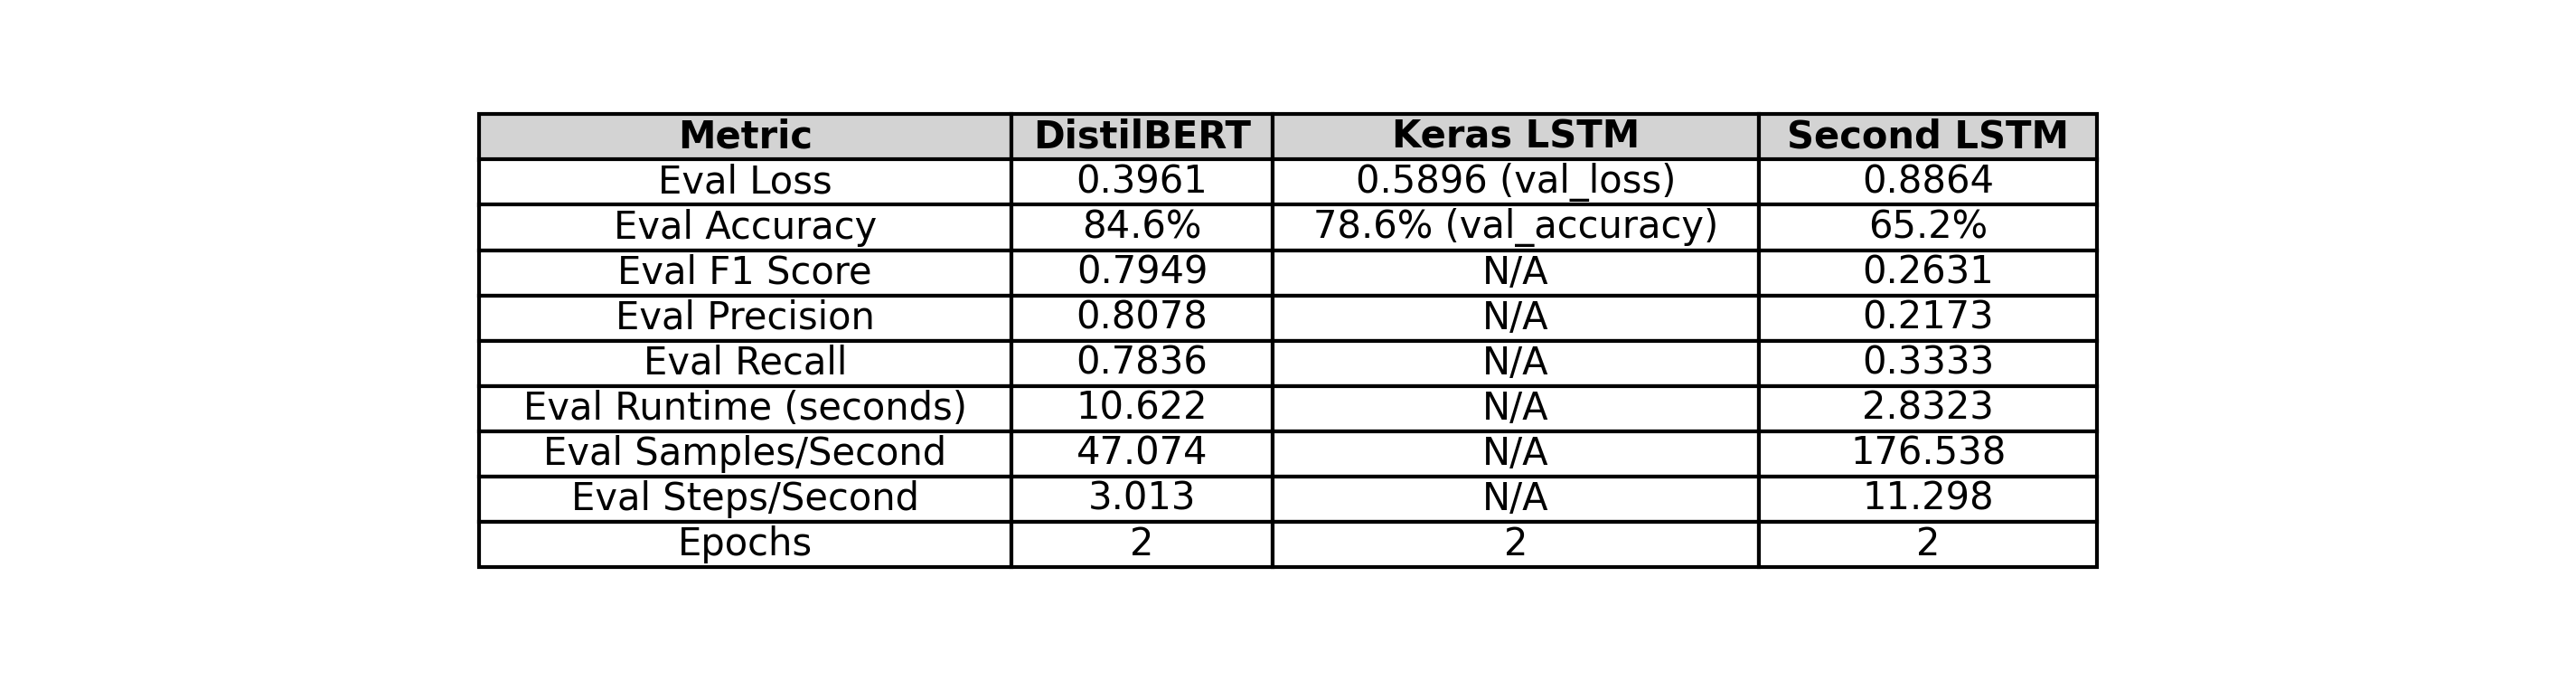 Metric DistilBERT Keras LSTM Second LSTM
Eval Loss 0.3961 0.5896 (val_loss) 0.8864
Eval Accuracy 84.6% 78.6% (val_accuracy) 65.2%
Eval F1 Score 0.7949 N/A 0.2631
Eval Precision 0.8078 N/A 0.2173
Eval Recall 0.7836 N/A 0.3333
Eval Runtime (seconds) 10.622 N/A 2.8323
Eval Samples/Second 47.074 N/A 176.538
Eval Steps/Second 3.013 N/A 11.298
Epochs 2 2 2